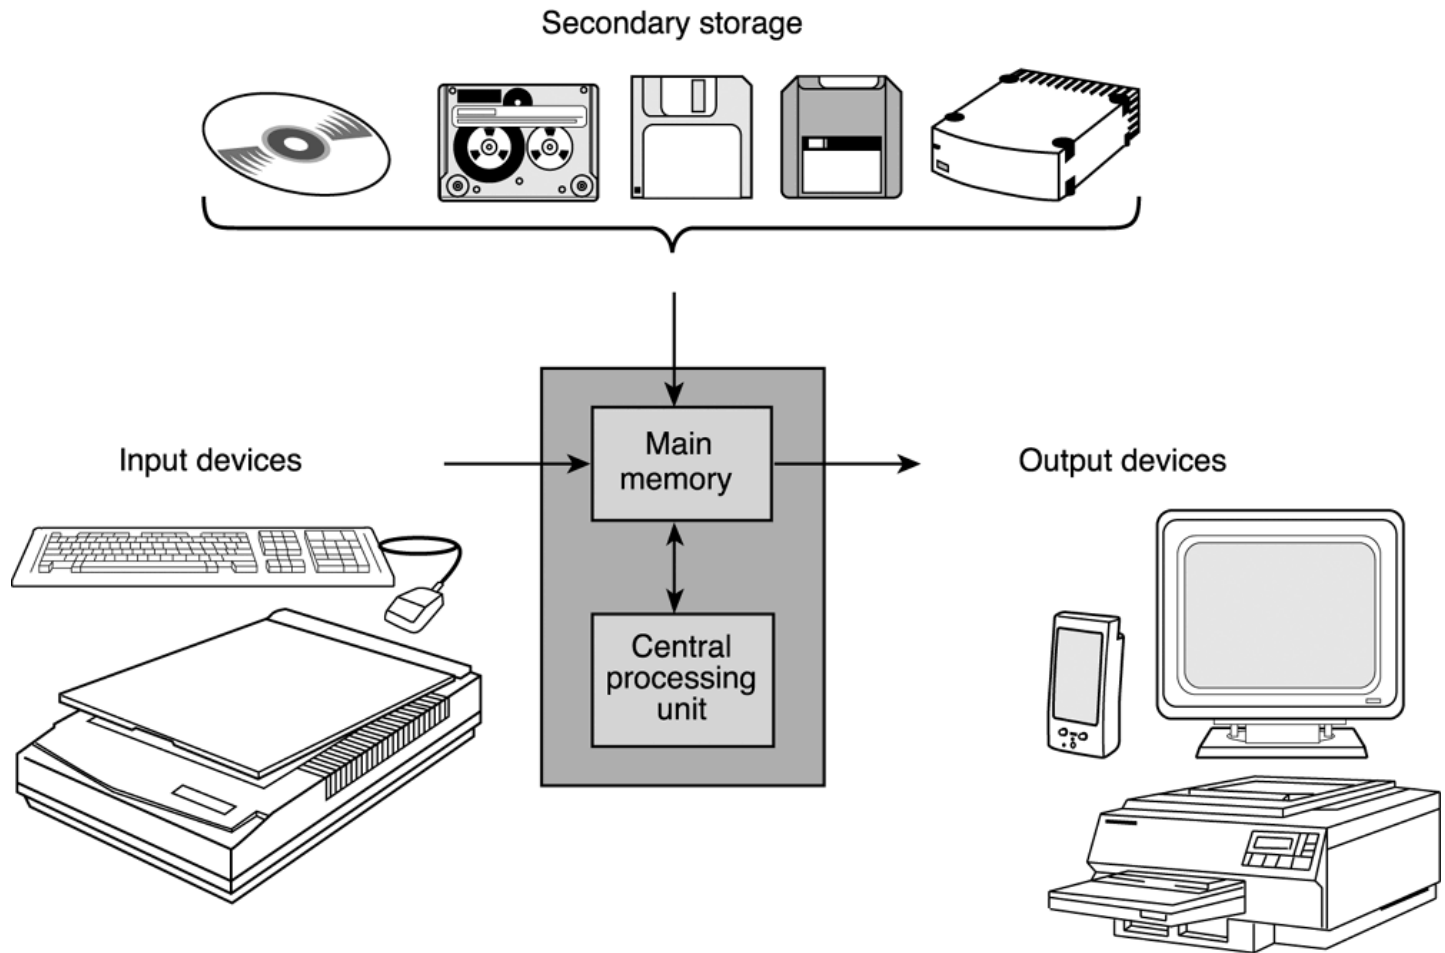 Secondary storage
Main
memory
Input devices
Output devices
Central
processing
unit